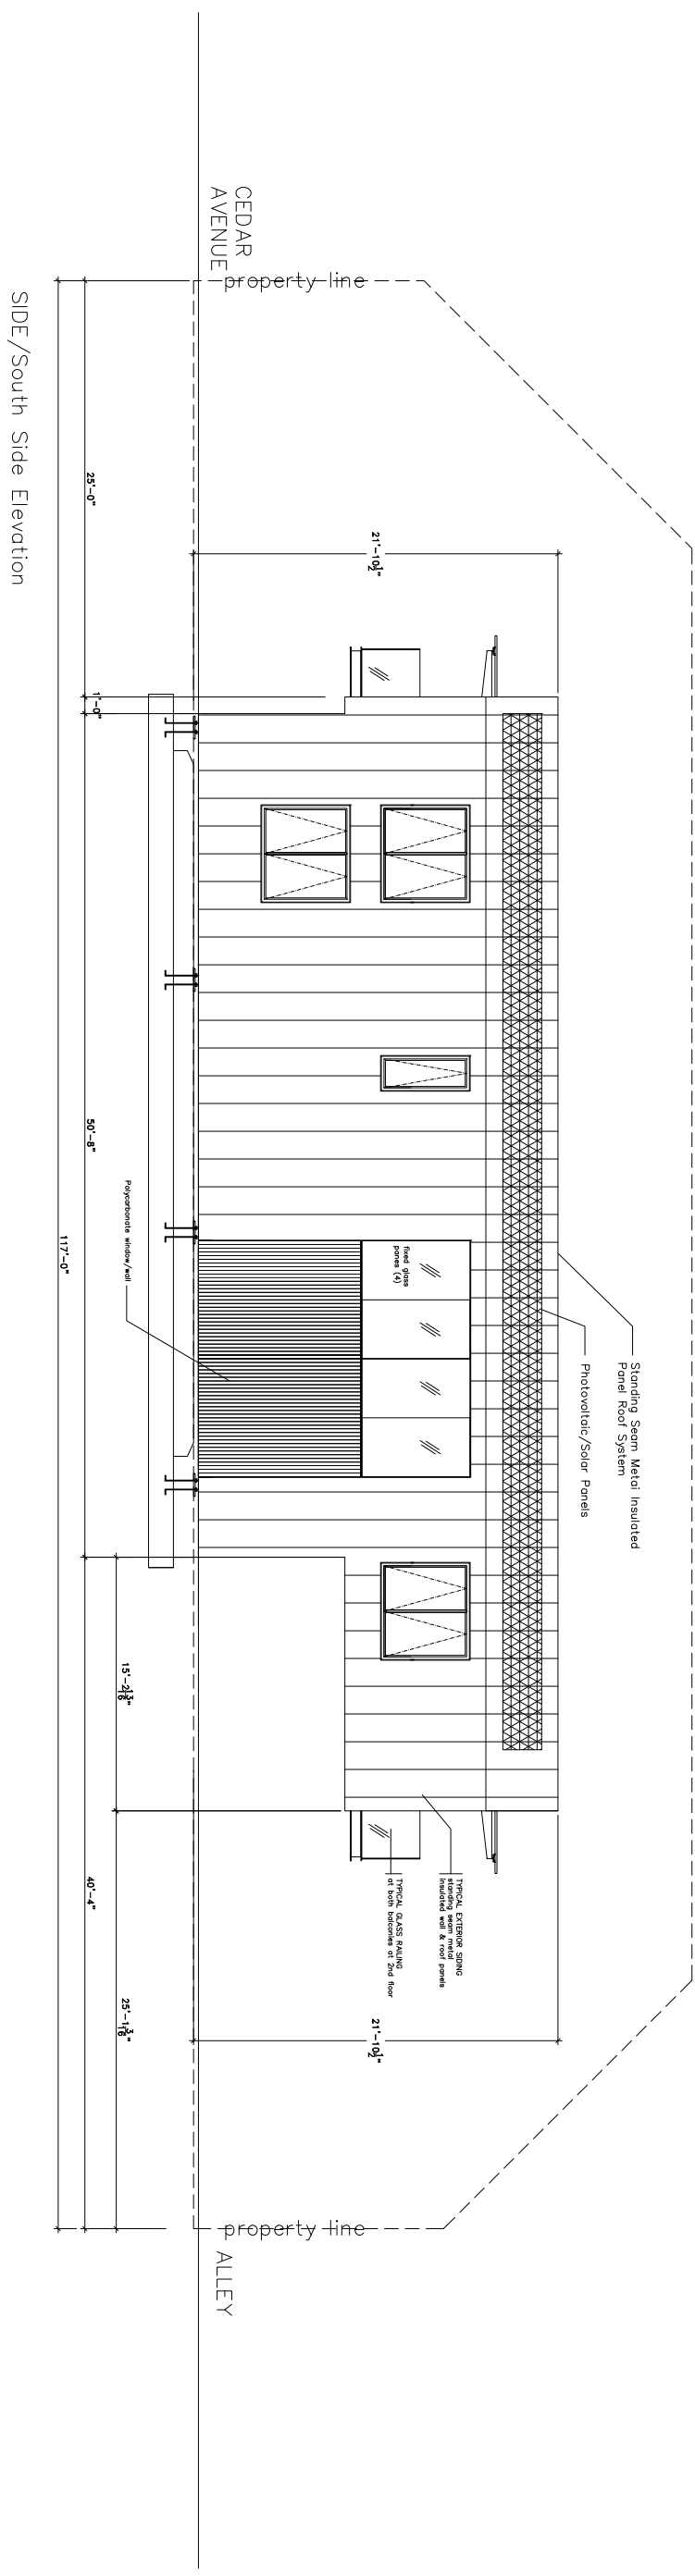 CEDAR
AVENUE
property line
21'-10½"
Standing Seam Metal Insulated
Panel Roof System
Photovoltaic/Solar Panels
fixed glass
panes (4)
TYPICAL EXTERIOR SIDING
standing seam metal
insulated wall & roof panels
TYPICAL GLASS RAILING
at both balconies at 2nd floor
21'-10½"
property line
ALLEY
Polycarbonate window/wall
15'-2 13/16"
25'-1 3/16"
25'-0"
1'-0"
50'-8"
40'-4"
117'-0"
SIDE/South Side Elevation